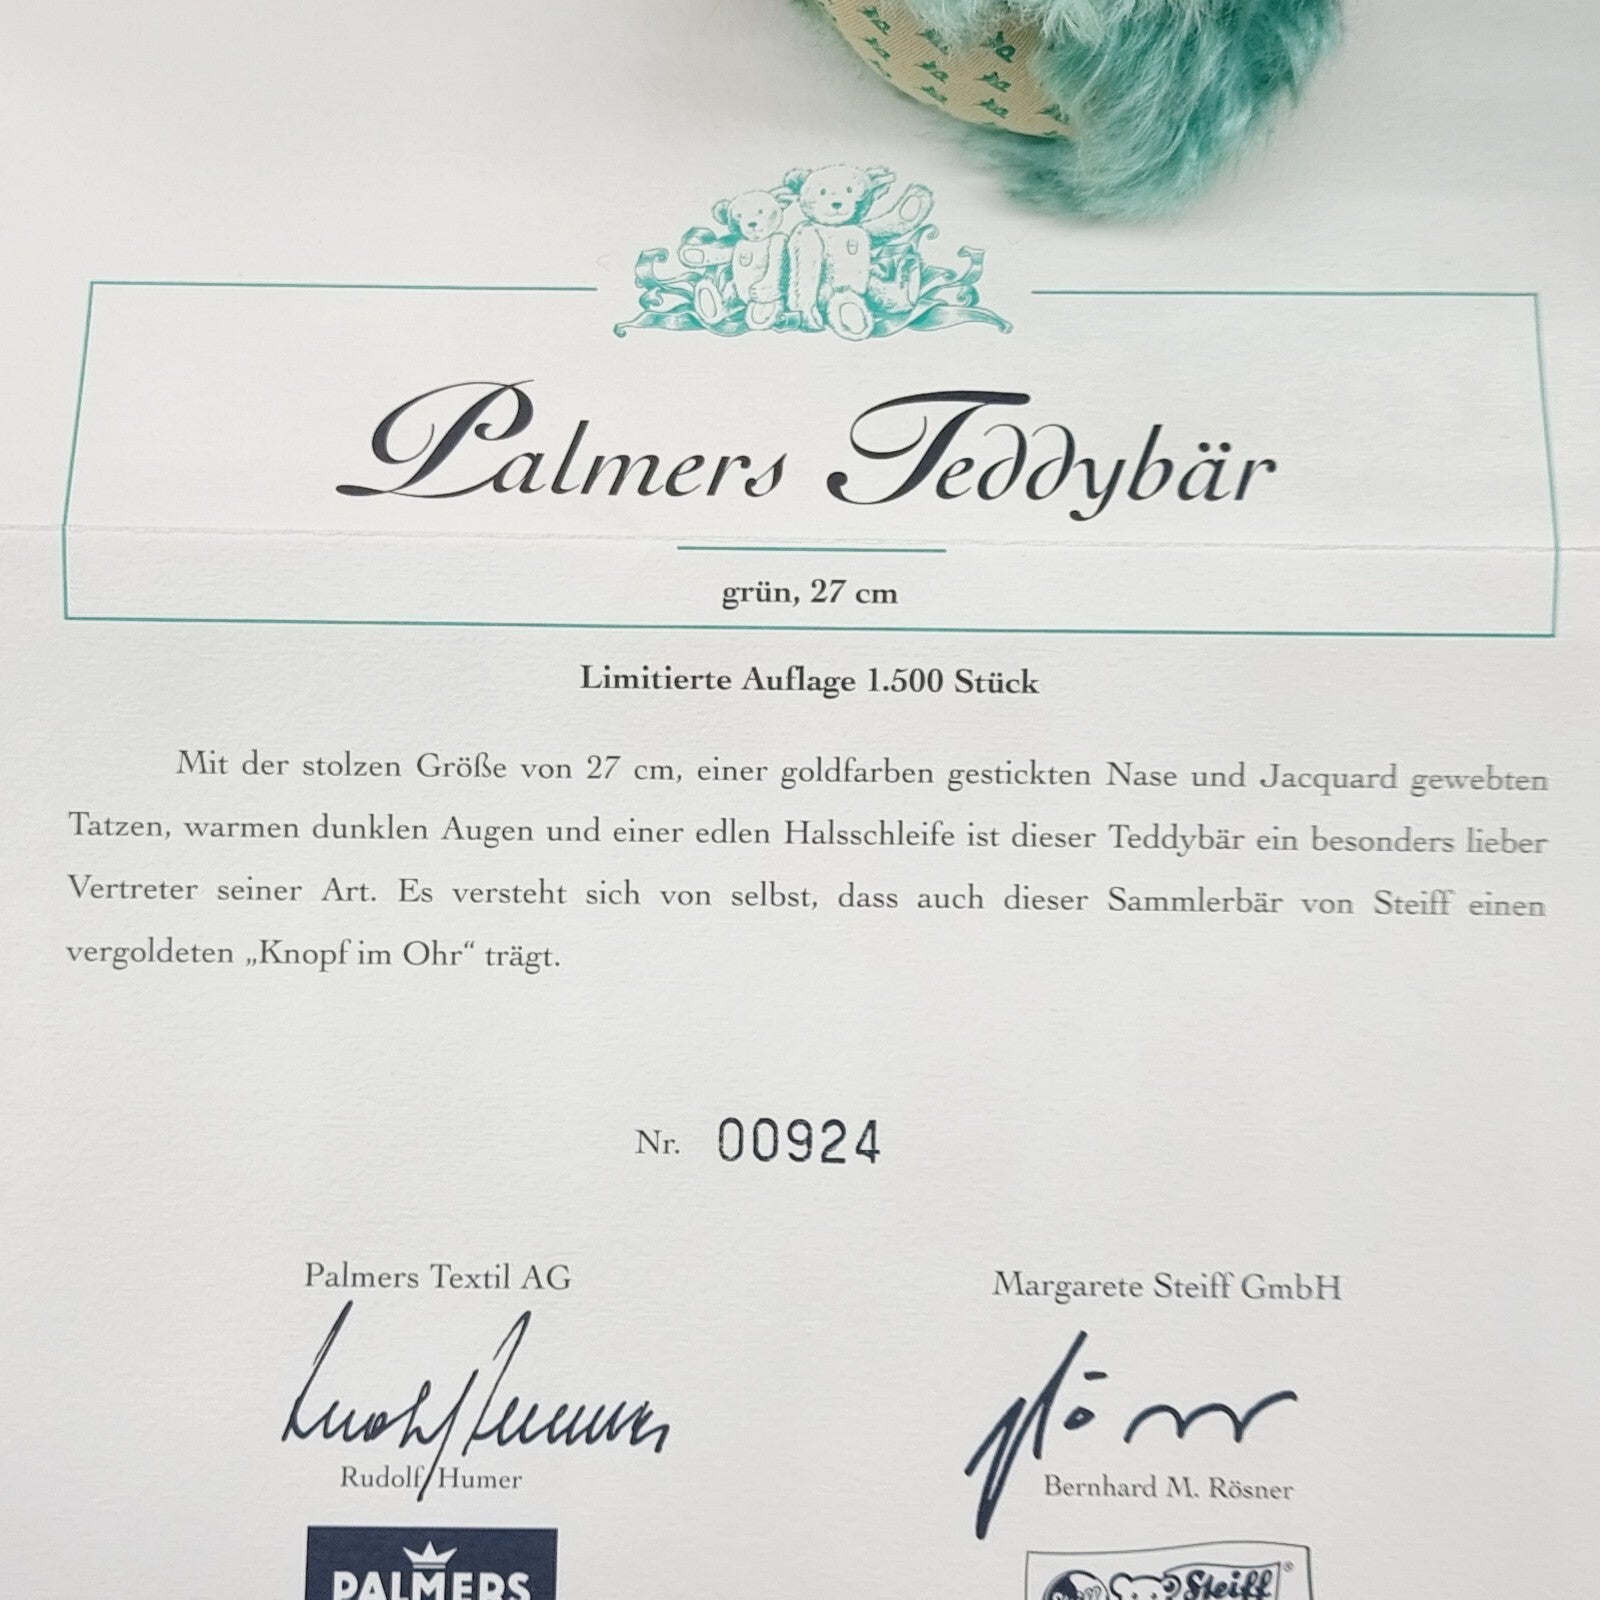 Palmers Teddybär
grün, 27 cm
Limitierte Auflage 1.500 Stück
Mit der stolzen Größe von 27 cm, einer goldfarben gestickten Nase und Jacquard gewebten
Tatzen, warmen dunklen Augen und einer edlen Halsschleife ist dieser Teddybär ein besonders lieber
Vertreter seiner Art. Es versteht sich von selbst, dass auch dieser Sammlerbär von Steiff einen
vergoldeten „Knopf im Ohr“ trägt.
Nr. 00924
Palmers Textil AG
Margarete Steiff GmbH
Rudolf Humer
Bernhard M. Rösner
PALMERS
Steiff®